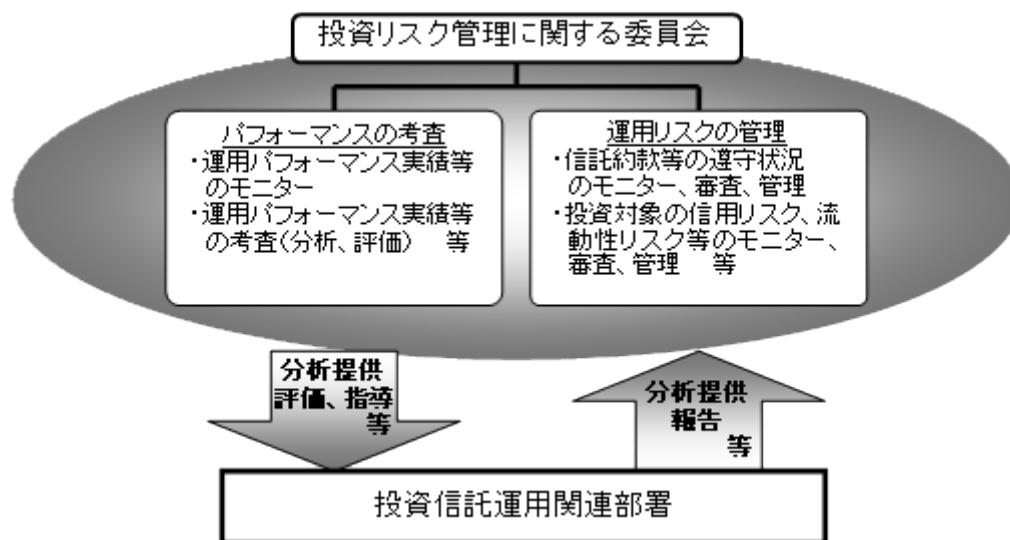 投資リスク管理に関する委員会
パフォーマンスの考査
・運用パフォーマンス実績等
のモニター
・運用パフォーマンス実績等
の考査(分析、評価) 等
運用リスクの管理
・信託約款等の遵守状況
のモニター、審査、管理
・投資対象の信用リスク、流
動性リスク等のモニター、
審査、管理 等
分析提供
評価、指導
等
分析提供
報告
等
投資信託運用関連部署